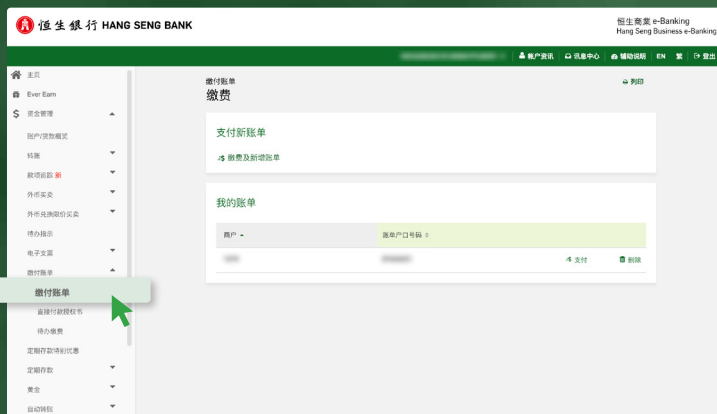 恒生銀行 HANG SENG BANK
恒生商業 e-Banking
Hang Seng Business e-Banking
帐户资讯 讯息中心 辅助说明 EN 繁 登出
主页
Ever Earn
资金管理
账户/贷款概览
转账
款项追踪 新
外币买卖
外币兑换限价买卖
待办指示
电子支票
缴付账单
缴付账单
直接付款授权书
待办缴费
定期存款特别优惠
定期存款
黄金
自动转账
缴付账单
列印
缴费
支付新账单
缴费及新增账单
我的账单
商户 账单户口号码
支付 删除